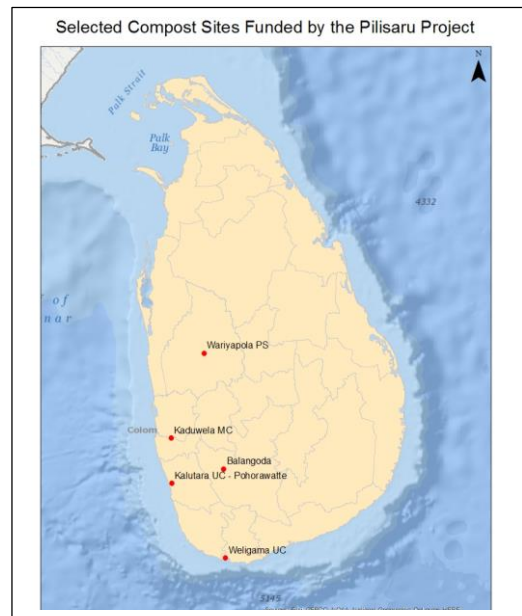 Selected Compost Sites Funded by the Pilisaru Project
N
Palk Strait
Palk
Bay
4332
of
nar
Wariyapola PS
Colom
Kaduwela MC
Balangoda
Kalutara UC - Pohorawatte
Weligama UC